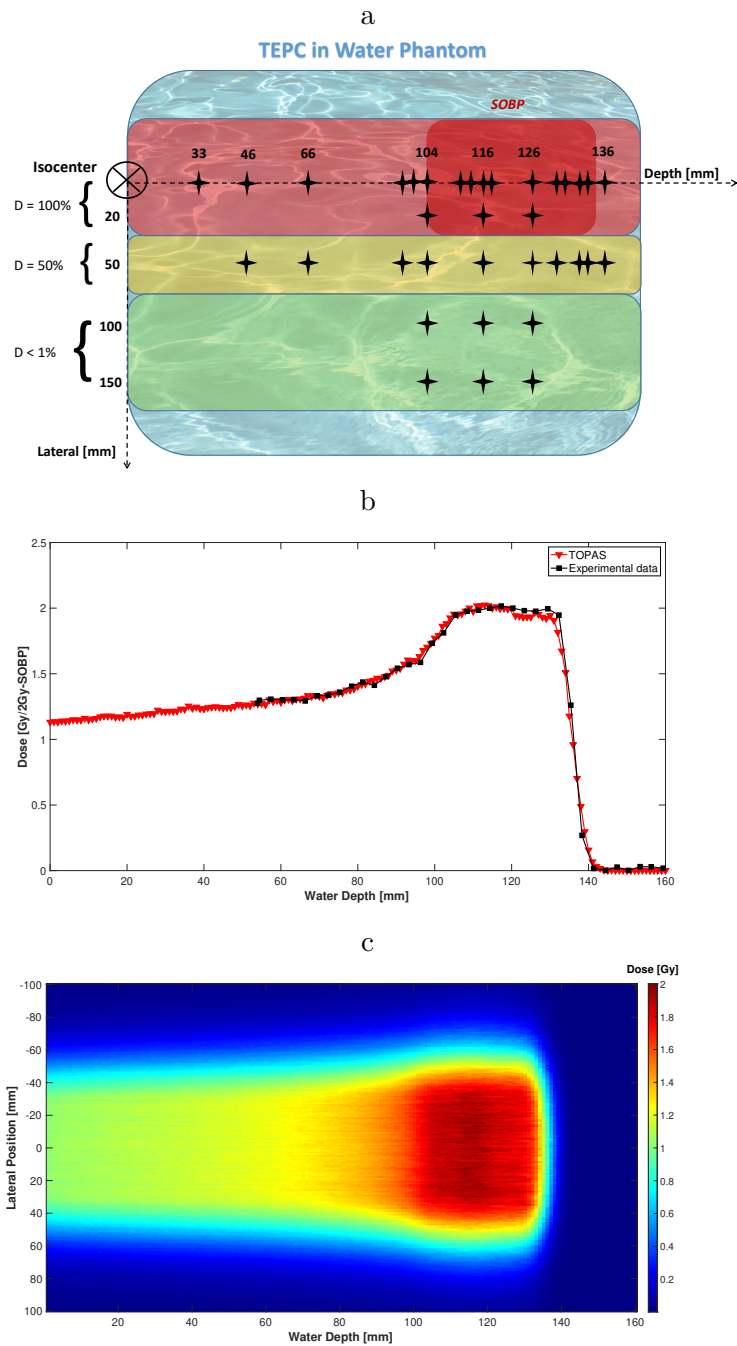 a
TEPC in Water Phantom
SOBP
33 46 66 104 116 126 136
Isocenter
Depth [mm]
D = 100% { 20
D = 50% { 50
D < 1% { 100
150
Lateral [mm]
b
2.5
2
1.5
1
0.5
0
Dose [Gy/2Gy-SOBP]
TOPAS
Experimental data
0 20 40 60 80 100 120 140 160
Water Depth [mm]
c
Dose [Gy]
-100
-80
-60
-40
-20
0
20
40
60
80
100
Lateral Position [mm]
2
1.8
1.6
1.4
1.2
1
0.8
0.6
0.4
0.2
20 40 60 80 100 120 140 160
Water Depth [mm]